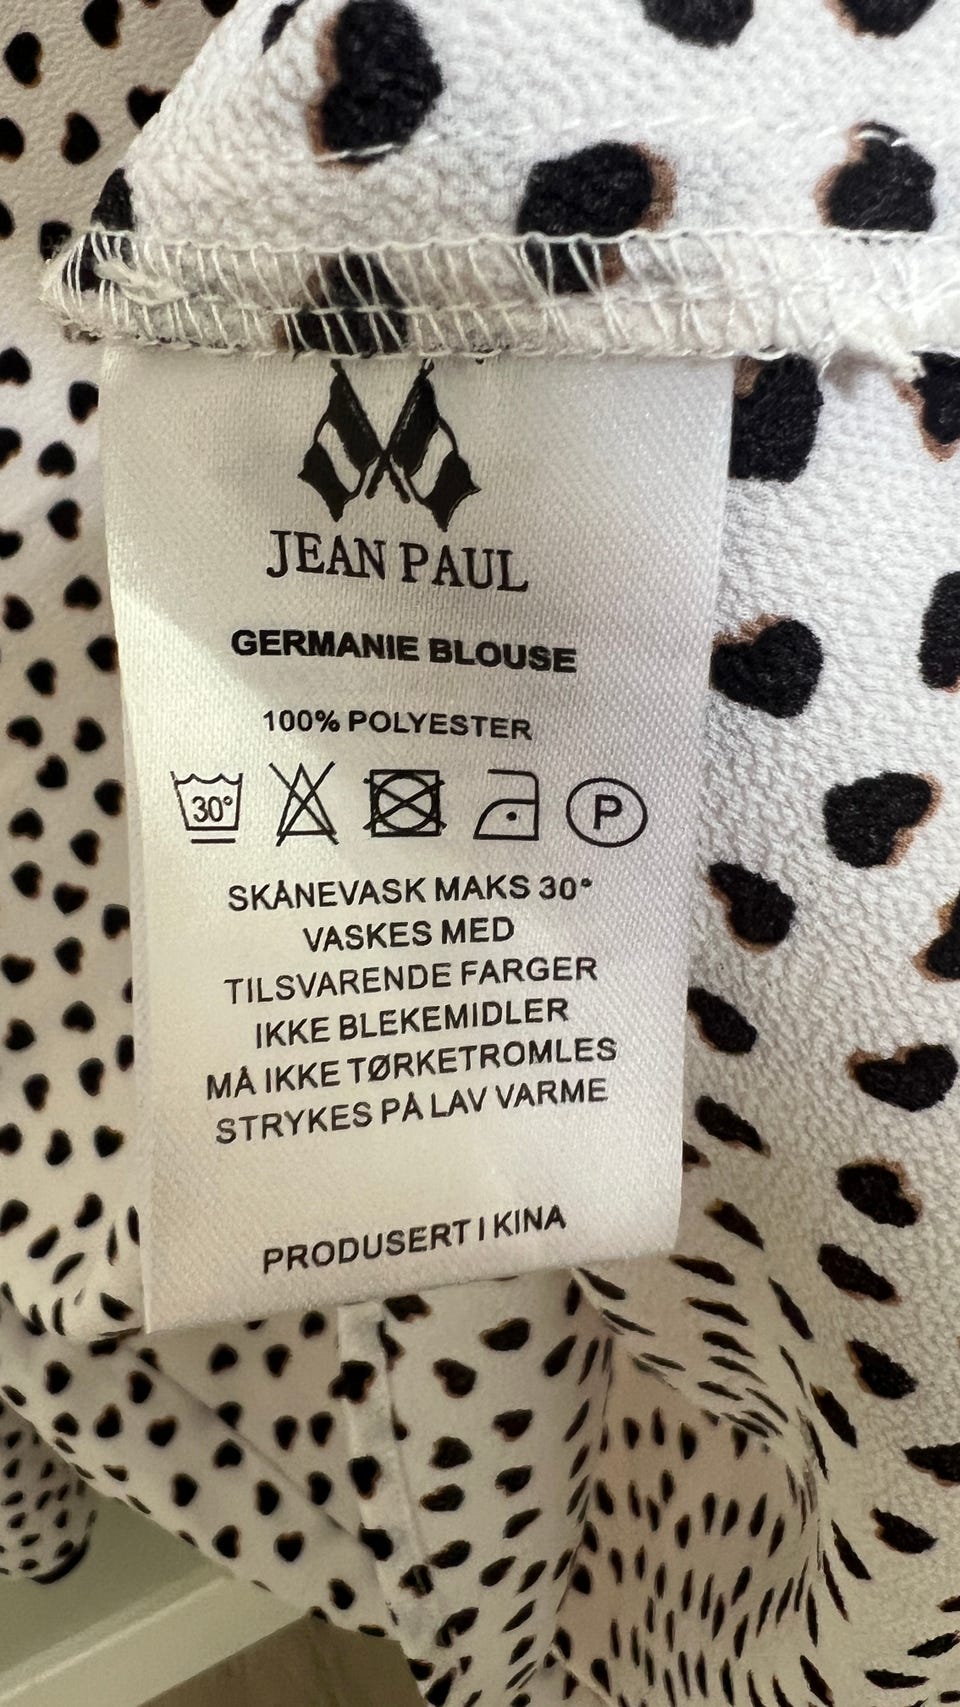 JEAN PAUL
GERMANIE BLOUSE
100% POLYESTER
30° P
SKÅNEVASK MAKS 30°
VASKES MED
TILSVARENDE FARGER
IKKE BLEKEMIDLER
MÅ IKKE TØRKETROMLES
STRYKES PÅ LAV VARME
PRODUSERT I KINA